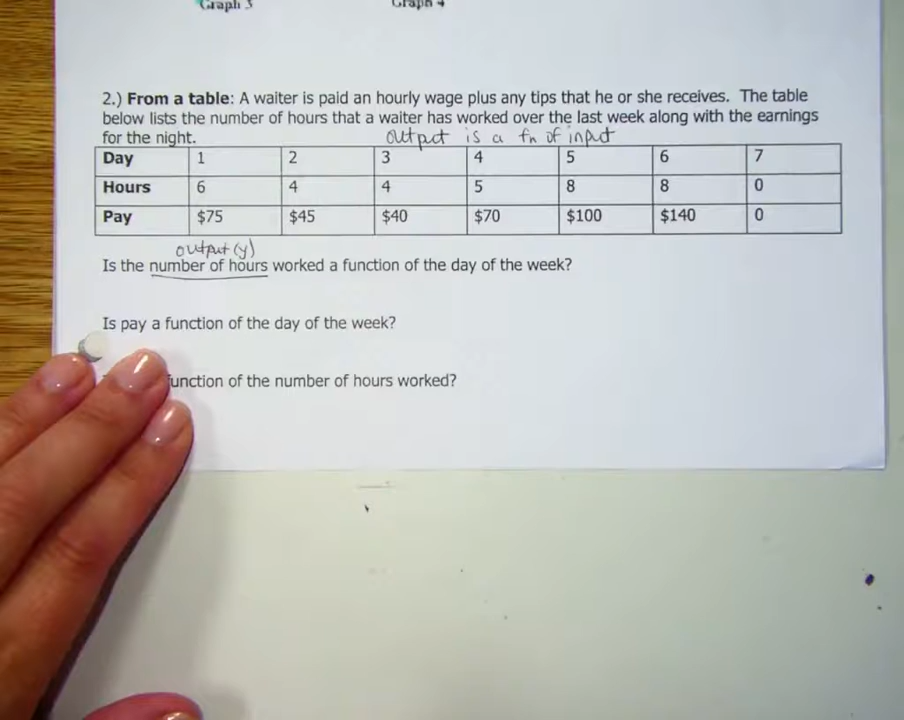 Graph 3 Graph 4
2.) From a table: A waiter is paid an hourly wage plus any tips that he or she receives. The table
below lists the number of hours that a waiter has worked over the last week along with the earnings
for the night. output is a fn of input
Day 1 2 3 4 5 6 7
Hours 6 4 4 5 8 8 0
Pay $75 $45 $40 $70 $100 $140 0
output (y)
Is the number of hours worked a function of the day of the week?
Is pay a function of the day of the week?
function of the number of hours worked?